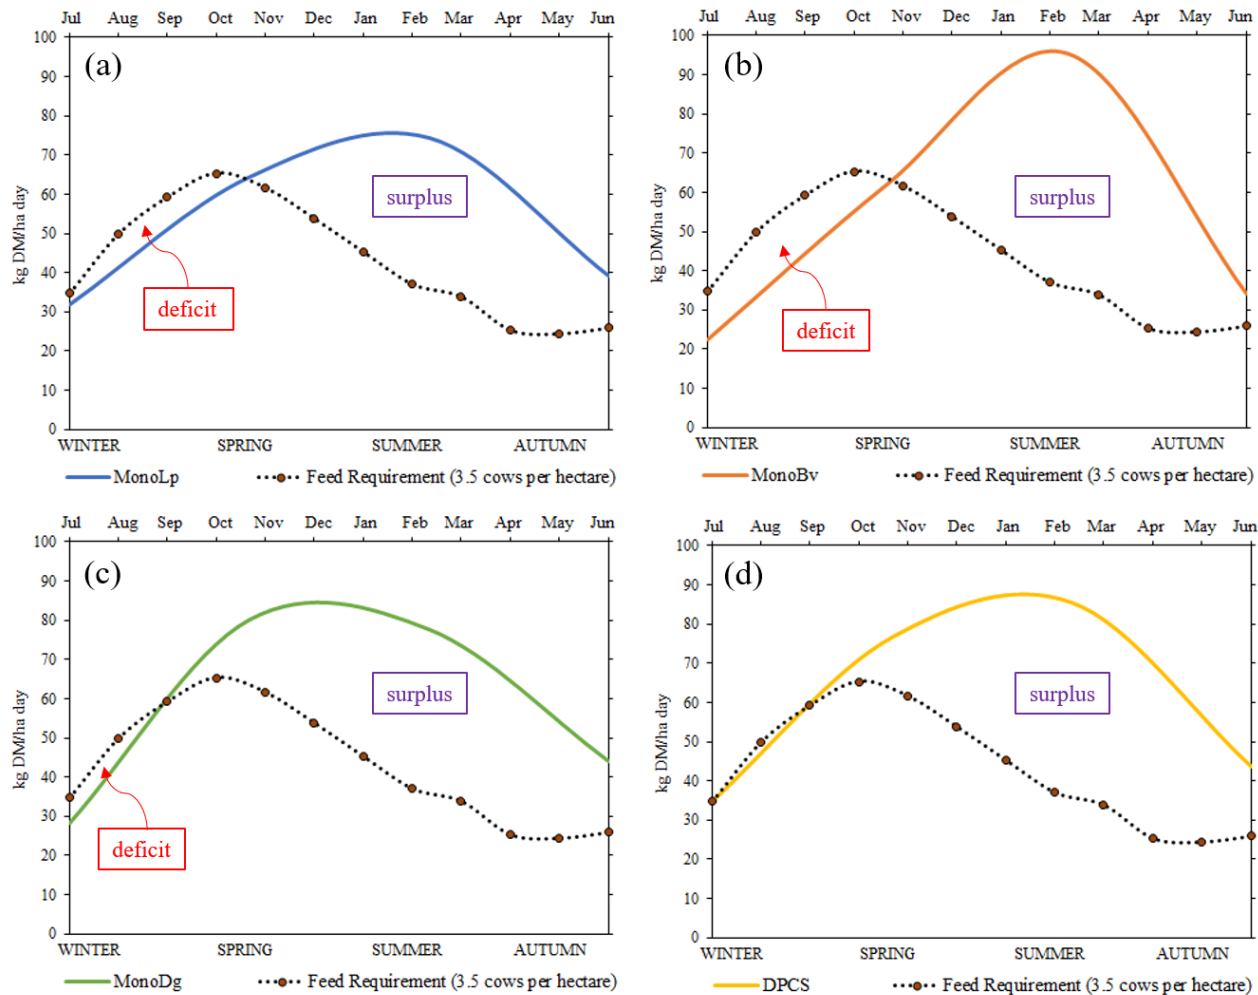 Jul Aug Sep Oct Nov Dec Jan Feb Mar Apr May Jun
100
90
80
70
60
50
40
30
20
10
0
kg DM/ha day
(a)
surplus
deficit
WINTER SPRING SUMMER AUTUMN
MonoLp Feed Requirement (3.5 cows per hectare)
Jul Aug Sep Oct Nov Dec Jan Feb Mar Apr May Jun
100
90
80
70
60
50
40
30
20
10
0
kg DM/ha day
(b)
surplus
deficit
WINTER SPRING SUMMER AUTUMN
MonoBv Feed Requirement (3.5 cows per hectare)
Jul Aug Sep Oct Nov Dec Jan Feb Mar Apr May Jun
100
90
80
70
60
50
40
30
20
10
0
kg DM/ha day
(c)
surplus
deficit
WINTER SPRING SUMMER AUTUMN
MonoDg Feed Requirement (3.5 cows per hectare)
Jul Aug Sep Oct Nov Dec Jan Feb Mar Apr May Jun
100
90
80
70
60
50
40
30
20
10
0
kg DM/ha day
(d)
surplus
WINTER SPRING SUMMER AUTUMN
DPCS Feed Requirement (3.5 cows per hectare)